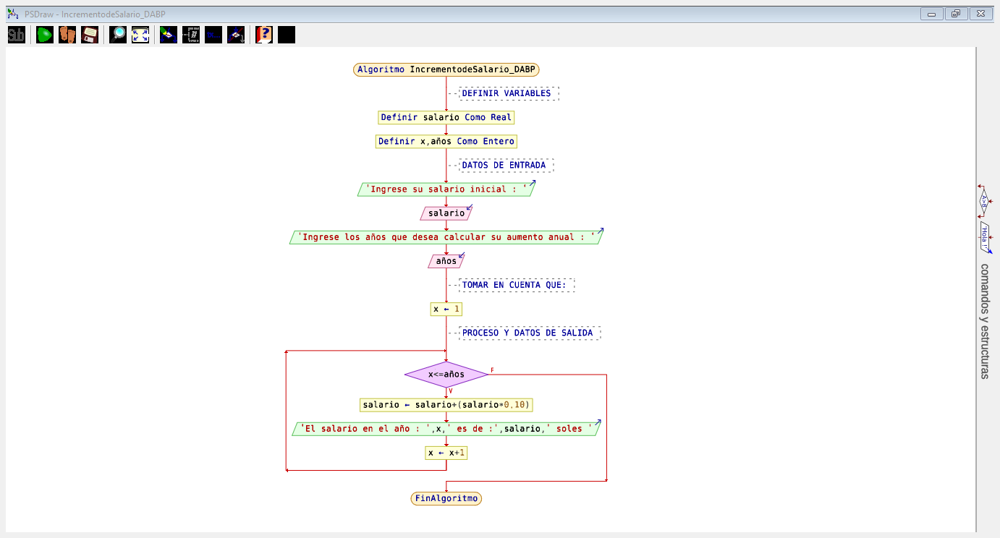 PSDraw - IncrementodeSalario_DABP
Sub
Algoritmo IncrementodeSalario_DABP
DEFINIR VARIABLES
Definir salario Como Real
Definir x,años Como Entero
DATOS DE ENTRADA
'Ingrese su salario inicial : '
salario
'Ingrese los años que desea calcular su aumento anual : '
años
TOMAR EN CUENTA QUE:
x ← 1
PROCESO Y DATOS DE SALIDA
x<=años
F
V
salario ← salario+(salario*0.10)
'El salario en el año : ',x,' es de :',salario,' soles '
x ← x+1
FinAlgoritmo
A>B
'Hola !'
comandos y estructuras